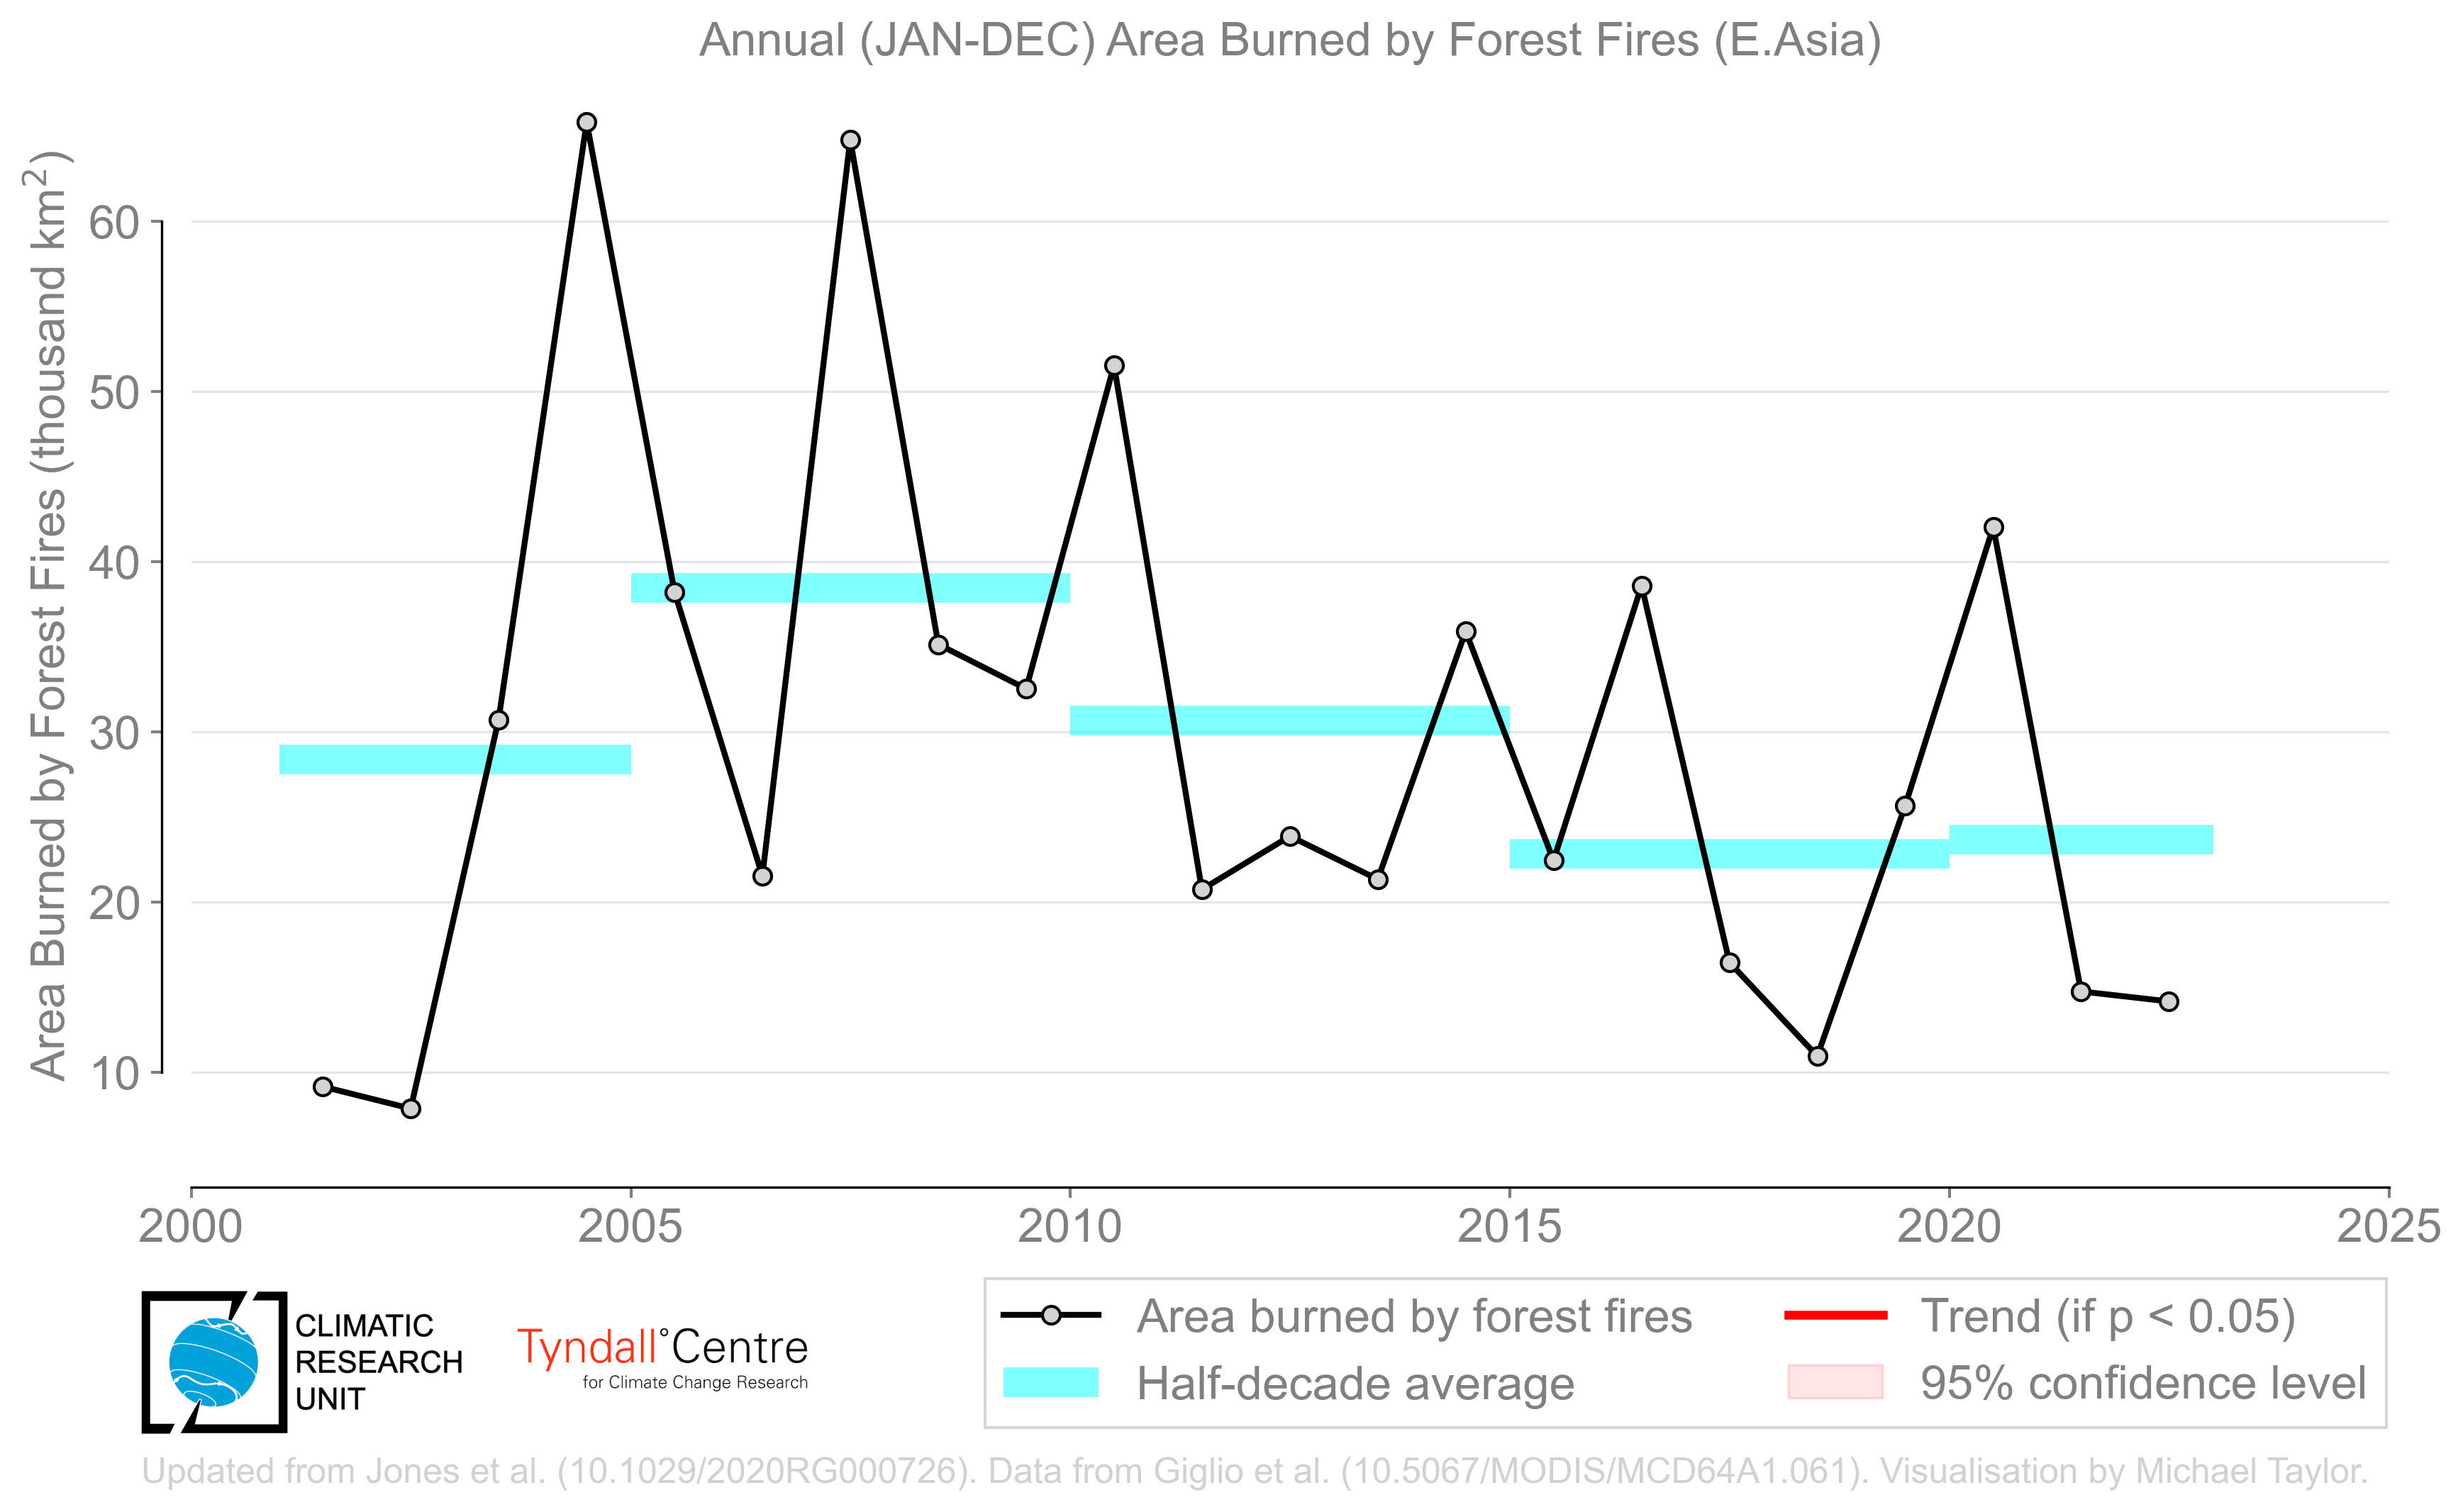 Annual (JAN-DEC) Area Burned by Forest Fires (E.Asia)
Area Burned by Forest Fires (thousand km²)
60
50
40
30
20
10
2000 2005 2010 2015 2020 2025
CLIMATIC
RESEARCH
UNIT
Tyndall°Centre
for Climate Change Research
Area burned by forest fires
Half-decade average
Trend (if p < 0.05)
95% confidence level
Updated from Jones et al. (10.1029/2020RG000726). Data from Giglio et al. (10.5067/MODIS/MCD64A1.061). Visualisation by Michael Taylor.